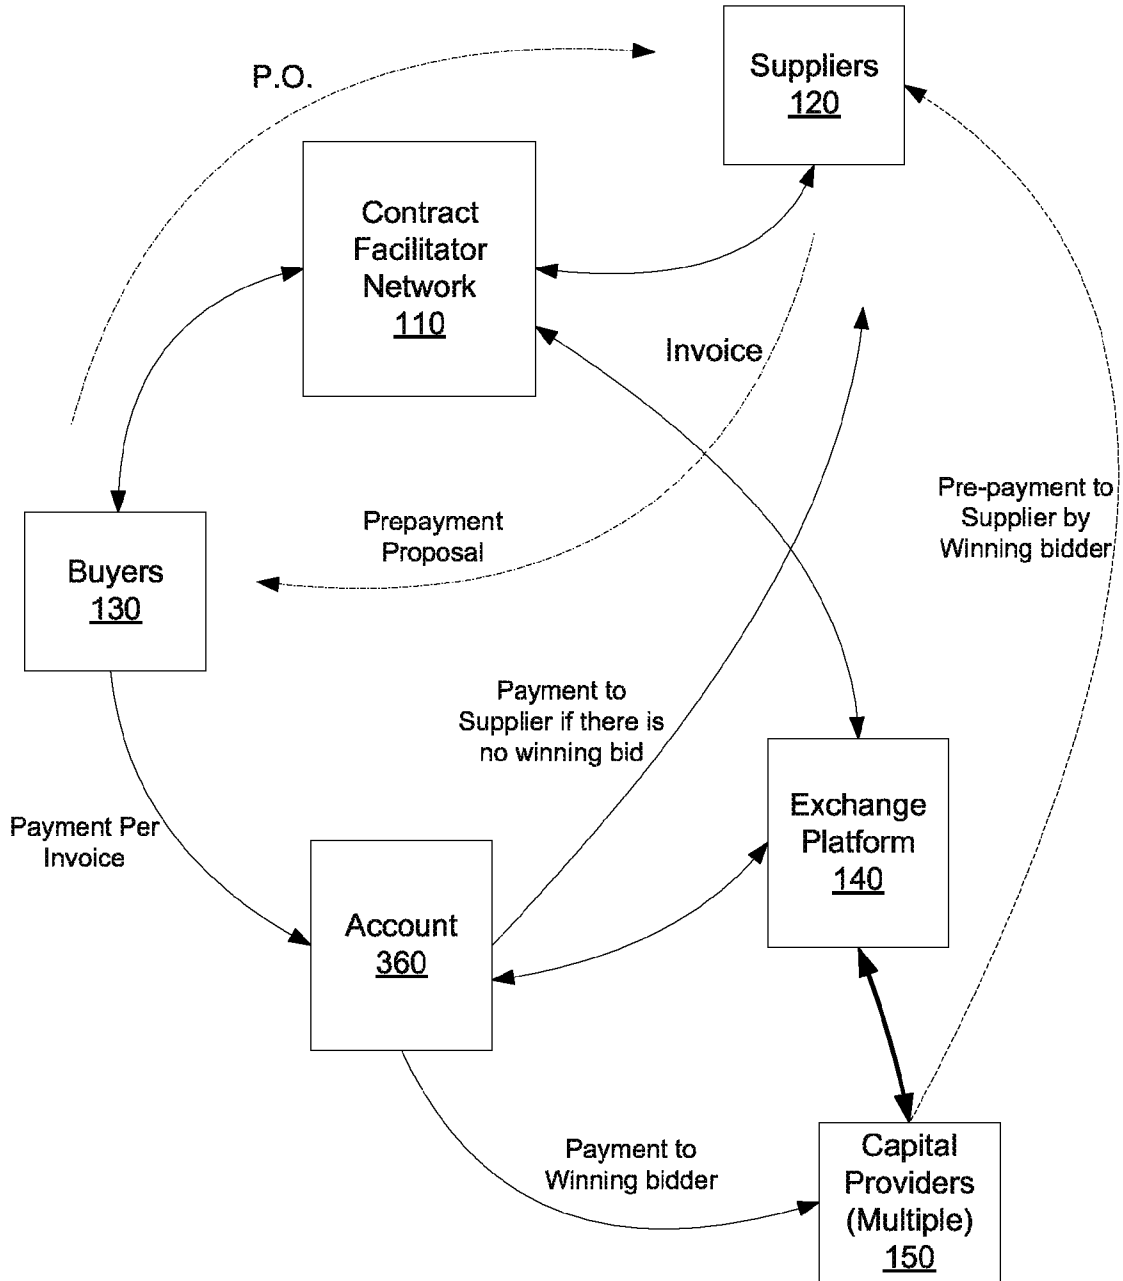 Suppliers
120
P.O.
Contract
Facilitator
Network
110
Invoice
Pre-payment to
Supplier by
Winning bidder
Prepayment
Proposal
Buyers
130
Payment to
Supplier if there is
no winning bid
Exchange
Platform
140
Payment Per
Invoice
Account
360
Payment to
Winning bidder
Capital
Providers
(Multiple)
150